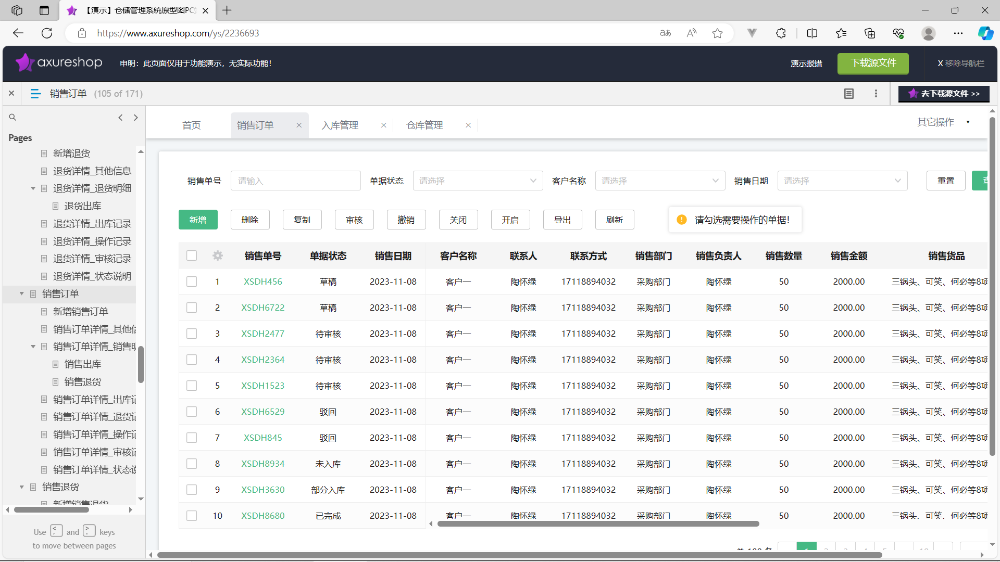 【演示】仓储管理系统原型图PC
https://www.axureshop.com/ys/2236693
axureshop 申明：此页面仅用于功能演示，无实际功能！ 演示报错 下载源文件 X 移除导航栏
销售订单 (105 of 171) 去下载源文件 >>
首页 销售订单 入库管理 仓库管理 其它操作
Pages
新增退货
退货详情_其他信息
退货详情_退货明细
退货出库
退货详情_出库记录
退货详情_操作记录
退货详情_审核记录
退货详情_状态说明
销售订单
新增销售订单
销售订单详情_其他信
销售订单详情_销售明
销售出库
销售退货
销售订单详情_出库记
销售订单详情_退货记
销售订单详情_操作记
销售订单详情_审核记
销售订单详情_状态说
销售退货
新增销售退货
Use < , and > . keys
to move between pages
销售单号 请输入 单据状态 请选择 客户名称 请选择 销售日期 请选择 重置
新增 删除 复制 审核 撤销 关闭 开启 导出 刷新 请勾选需要操作的单据！
销售单号 单据状态 销售日期 客户名称 联系人 联系方式 销售部门 销售负责人 销售数量 销售金额 销售货品
1 XSDH456 草稿 2023-11-08 客户一 陶怀绿 17118894032 采购部门 陶怀绿 50 2000.00 三锅头、可笑、何必等8项
2 XSDH6722 草稿 2023-11-08 客户一 陶怀绿 17118894032 采购部门 陶怀绿 50 2000.00 三锅头、可笑、何必等8项
3 XSDH2477 待审核 2023-11-08 客户一 陶怀绿 17118894032 采购部门 陶怀绿 50 2000.00 三锅头、可笑、何必等8项
4 XSDH2364 待审核 2023-11-08 客户一 陶怀绿 17118894032 采购部门 陶怀绿 50 2000.00 三锅头、可笑、何必等8项
5 XSDH1523 待审核 2023-11-08 客户一 陶怀绿 17118894032 采购部门 陶怀绿 50 2000.00 三锅头、可笑、何必等8项
6 XSDH6529 驳回 2023-11-08 客户一 陶怀绿 17118894032 采购部门 陶怀绿 50 2000.00 三锅头、可笑、何必等8项
7 XSDH845 驳回 2023-11-08 客户一 陶怀绿 17118894032 采购部门 陶怀绿 50 2000.00 三锅头、可笑、何必等8项
8 XSDH8934 未入库 2023-11-08 客户一 陶怀绿 17118894032 采购部门 陶怀绿 50 2000.00 三锅头、可笑、何必等8项
9 XSDH3630 部分入库 2023-11-08 客户一 陶怀绿 17118894032 采购部门 陶怀绿 50 2000.00 三锅头、可笑、何必等8项
10 XSDH8680 已完成 2023-11-08 客户一 陶怀绿 17118894032 采购部门 陶怀绿 50 2000.00 三锅头、可笑、何必等8项